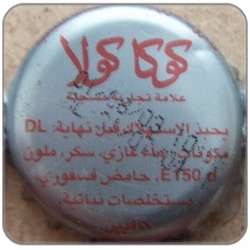 كوكا كولا
علامة تجارية مسجلة
يحبذ الاستهلاك قبل نهاية: DL
مكونات: ماء غازي، سكر، ملون
E150 d، حامض فسفوري،
مستخلصات نباتية،
كافيين